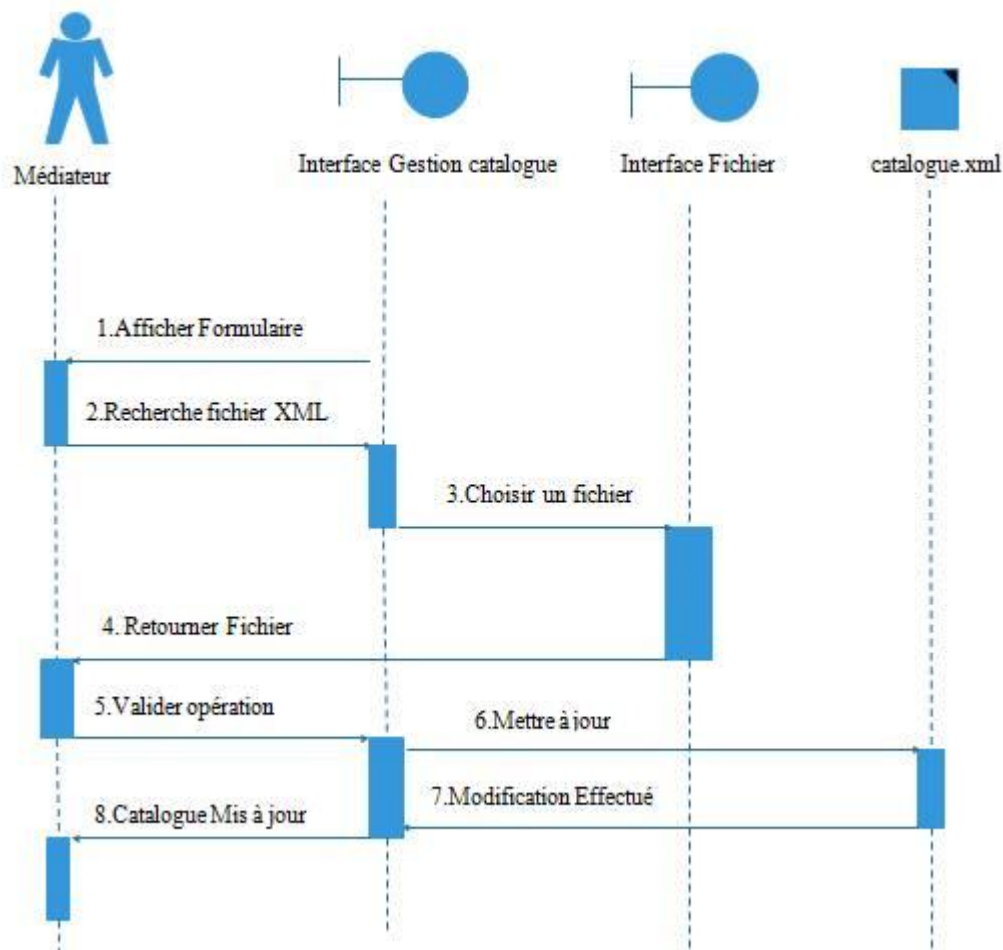 Médiateur
Interface Gestion catalogue
Interface Fichier
catalogue.xml
1.Afficher Formulaire
2.Recherche fichier XML
3.Choisir un fichier
4. Retourner Fichier
5.Valider opération
6.Mettre à jour
7.Modification Effectué
8.Catalogue Mis à jour